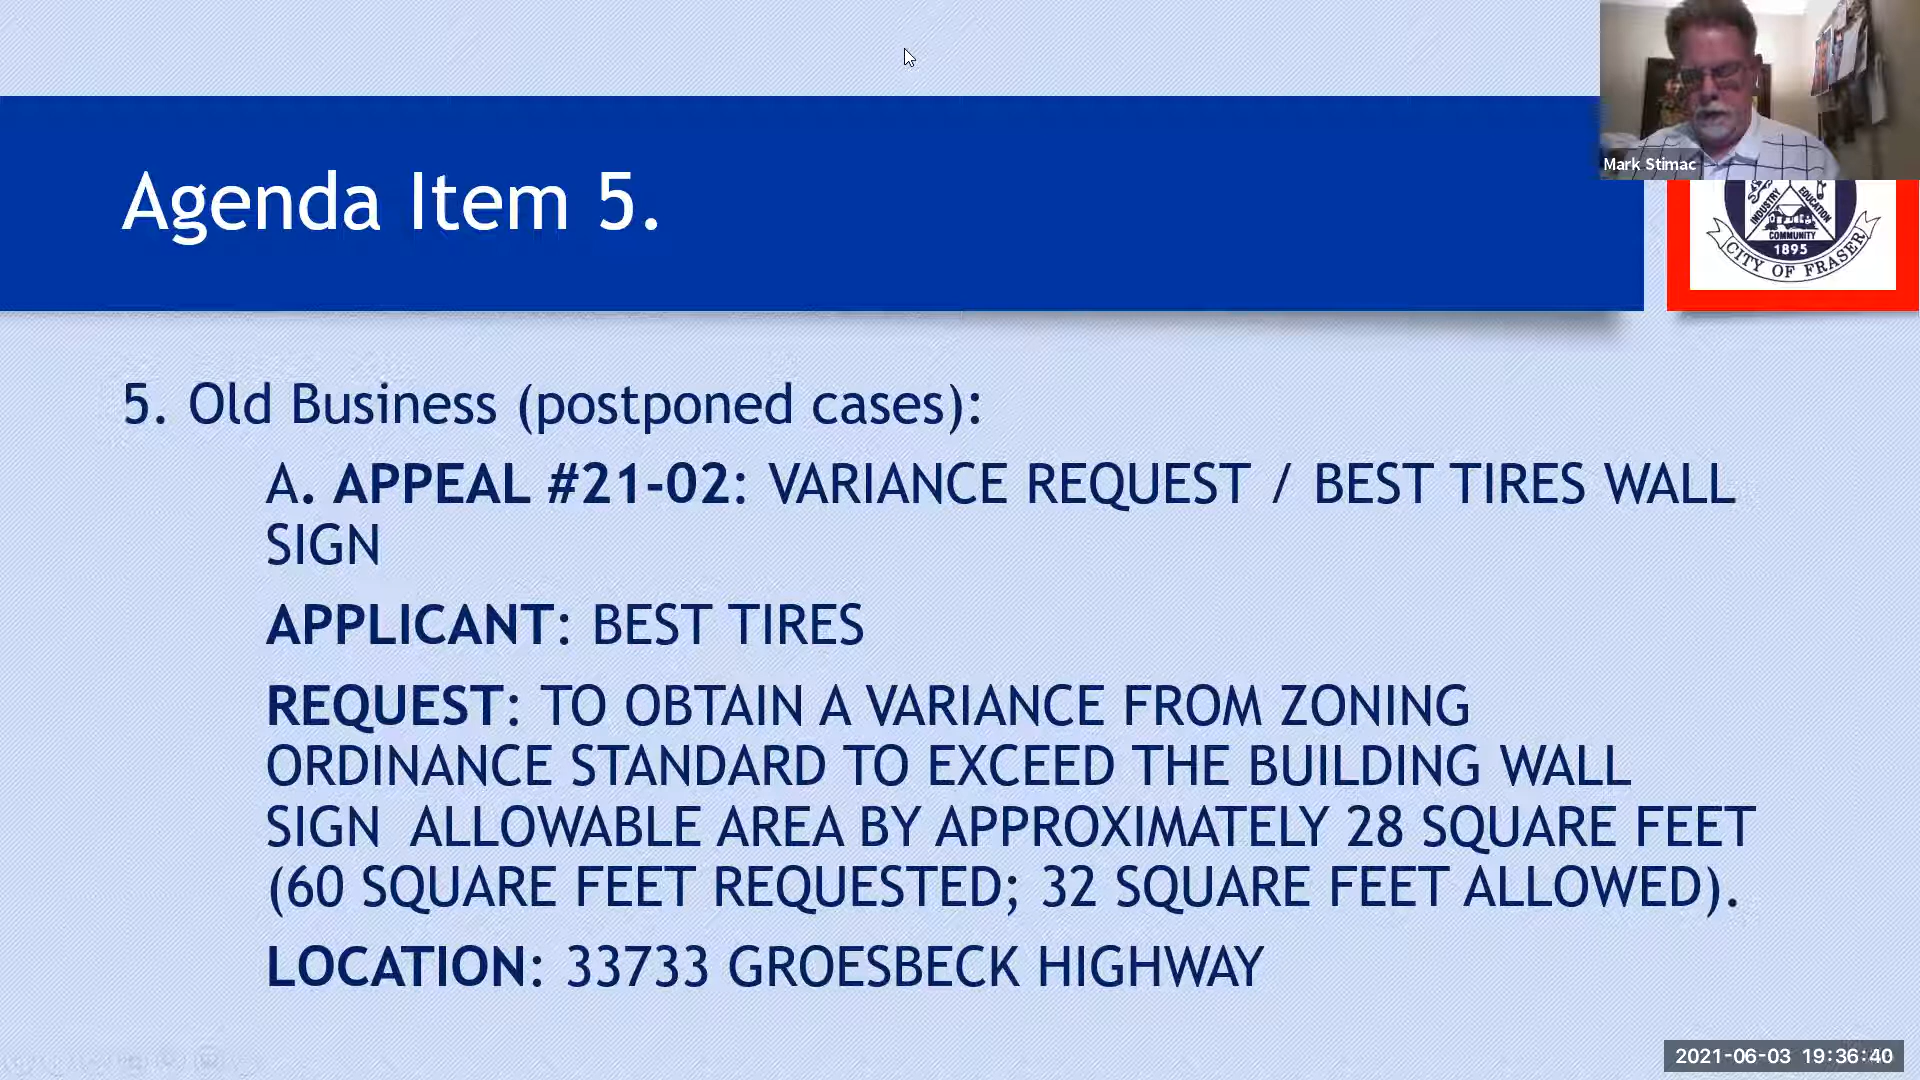 Mark Stimac
Agenda Item 5.
INDUSTRY
EDUCATION
COMMUNITY
1895
CITY OF FRASER
5. Old Business (postponed cases):
A. APPEAL #21-02: VARIANCE REQUEST / BEST TIRES WALL
SIGN
APPLICANT: BEST TIRES
REQUEST: TO OBTAIN A VARIANCE FROM ZONING
ORDINANCE STANDARD TO EXCEED THE BUILDING WALL
SIGN  ALLOWABLE AREA BY APPROXIMATELY 28 SQUARE FEET
(60 SQUARE FEET REQUESTED; 32 SQUARE FEET ALLOWED).
LOCATION: 33733 GROESBECK HIGHWAY
2021-06-03 19:36:40